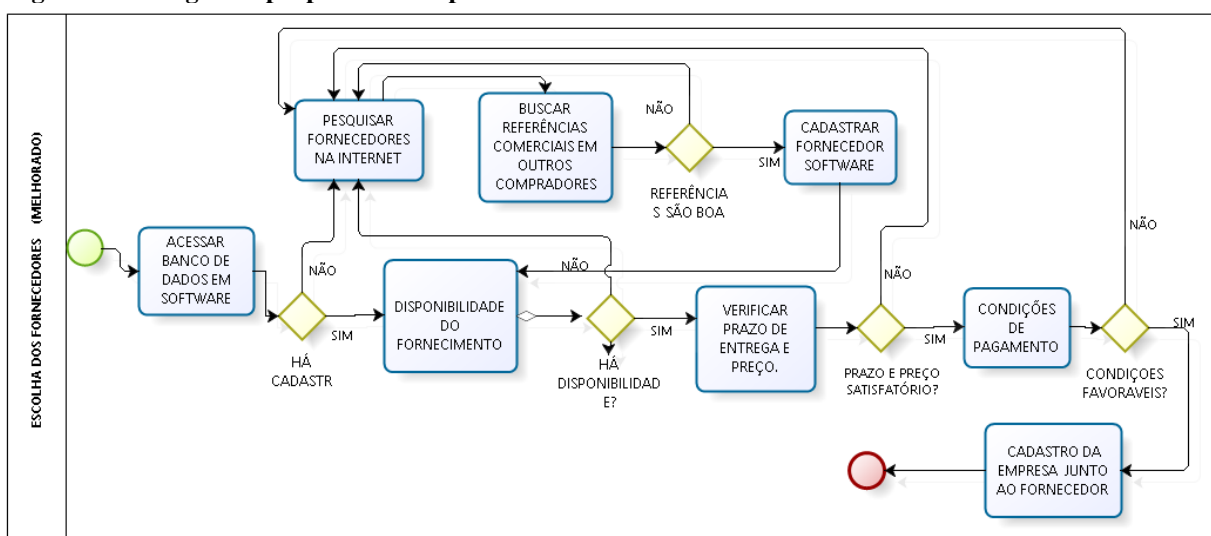 ESCOLHA DOS FORNECEDORES (MELHORADO)
PESQUISAR
FORNECEDORES
NA INTERNET
BUSCAR
REFERÊNCIAS
COMERCIAIS EM
OUTROS
COMPRADORES
NÃO
REFERÊNCIA
S SÃO BOA
SIM
CADASTRAR
FORNECEDOR
SOFTWARE
ACESSAR
BANCO DE
DADOS EM
SOFTWARE
NÃO
HÁ
CADASTR
SIM
DISPONIBILIDADE
DO
FORNECIMENTO
NÃO
HÁ
DISPONIBILIDAD
E?
SIM
VERIFICAR
PRAZO DE
ENTREGA E
PREÇO.
NÃO
PRAZO E PREÇO
SATISFATÓRIO?
SIM
CONDIÇÕES
DE
PAGAMENTO
NÃO
CONDIÇOES
FAVORAVEIS?
SIM
CADASTRO DA
EMPRESA JUNTO
AO FORNECEDOR